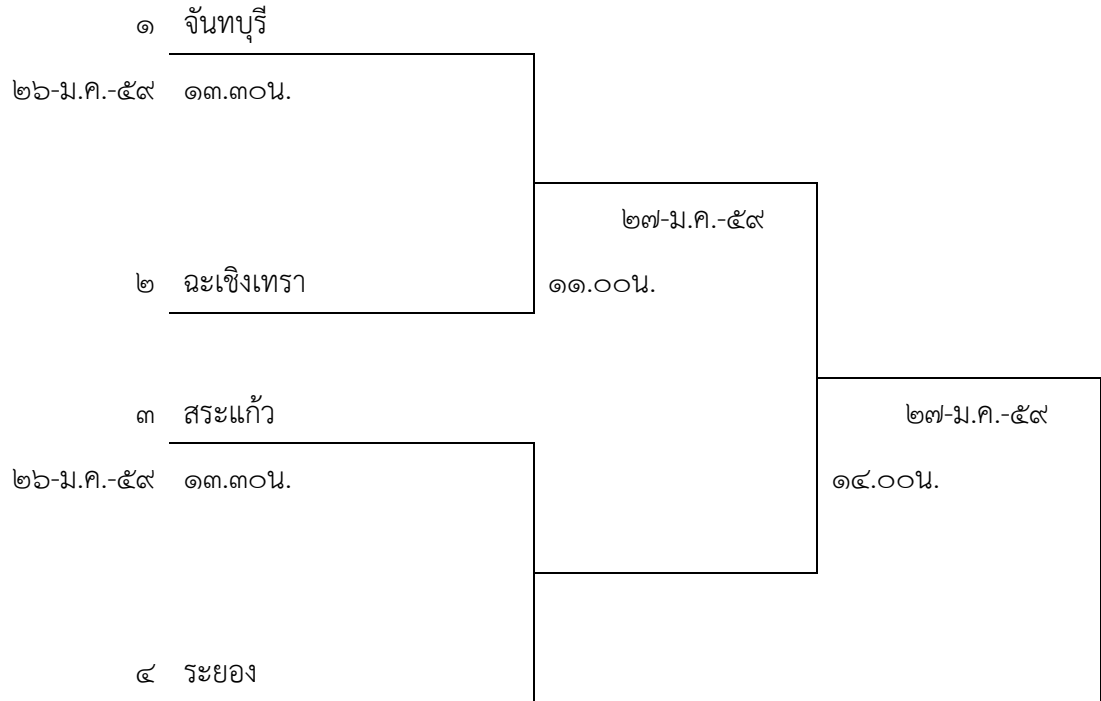 ๑ จันทบุรี
๒๖-ม.ค.-๕๙ ๑๓.๓๐น.
๒๗-ม.ค.-๕๙
๒ ฉะเชิงเทรา ๑๑.๐๐น.
๓ สระแก้ว ๒๗-ม.ค.-๕๙
๒๖-ม.ค.-๕๙ ๑๓.๓๐น. ๑๔.๐๐น.
๔ ระยอง